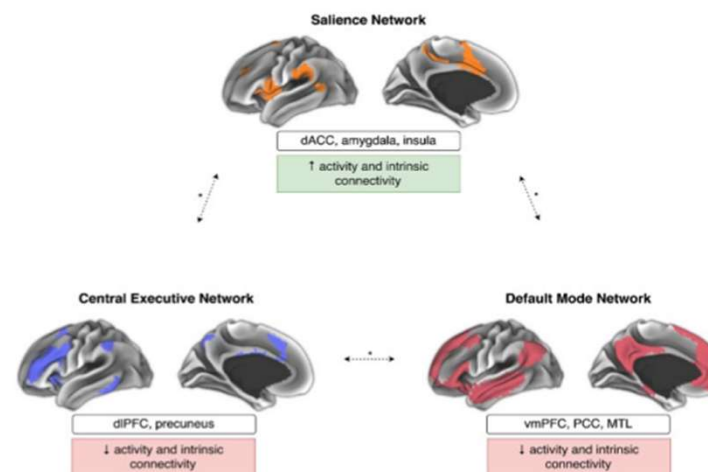 Salience Network
dACC, amygdala, insula
↑ activity and intrinsic
connectivity
*
*
Central Executive Network
Default Mode Network
*
dlPFC, precuneus
vmPFC, PCC, MTL
↓ activity and intrinsic
connectivity
↓ activity and intrinsic
connectivity